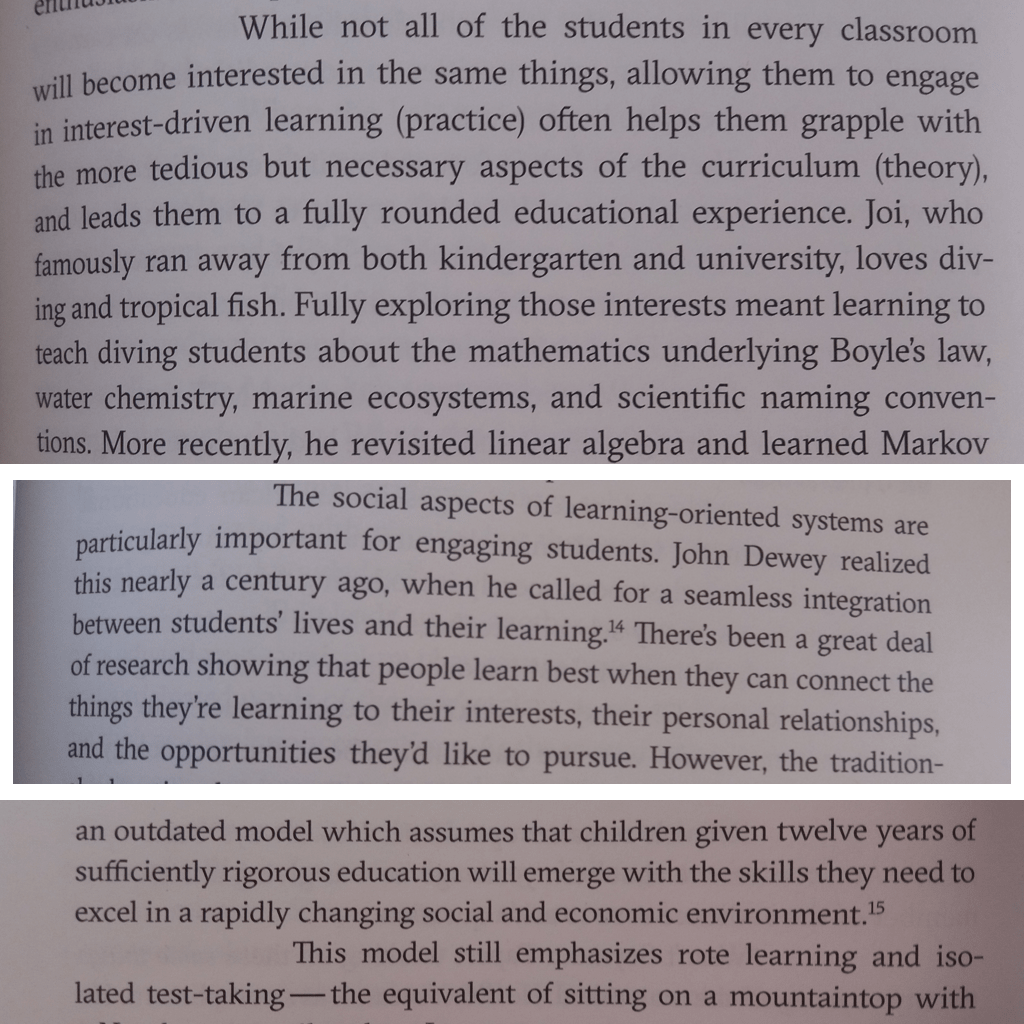 While not all of the students in every classroom
will become interested in the same things, allowing them to engage
in interest-driven learning (practice) often helps them grapple with
the more tedious but necessary aspects of the curriculum (theory),
and leads them to a fully rounded educational experience. Joi, who
famously ran away from both kindergarten and university, loves div-
ing and tropical fish. Fully exploring those interests meant learning to
teach diving students about the mathematics underlying Boyle's law,
water chemistry, marine ecosystems, and scientific naming conven-
tions. More recently, he revisited linear algebra and learned Markov
The social aspects of learning-oriented systems are
particularly important for engaging students. John Dewey realized
this nearly a century ago, when he called for a seamless integration
between students' lives and their learning.14 There's been a great deal
of research showing that people learn best when they can connect the
things they're learning to their interests, their personal relationships,
and the opportunities they'd like to pursue. However, the tradition-
an outdated model which assumes that children given twelve years of
sufficiently rigorous education will emerge with the skills they need to
excel in a rapidly changing social and economic environment.15
This model still emphasizes rote learning and iso-
lated test-taking—the equivalent of sitting on a mountaintop with